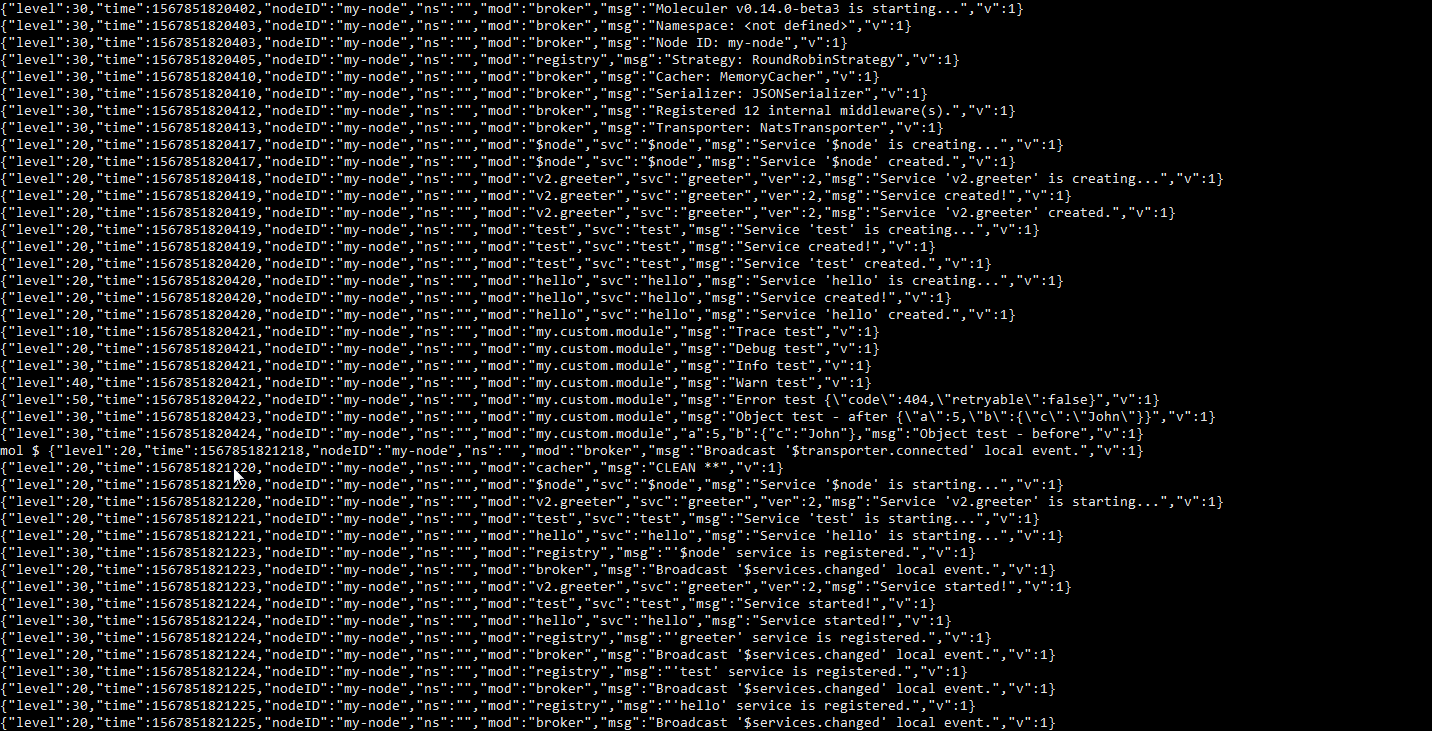 {"level":30,"time":1567851820402,"nodeID":"my-node","ns":"","mod":"broker","msg":"Moleculer v0.14.0-beta3 is starting...","v":1}
{"level":30,"time":1567851820403,"nodeID":"my-node","ns":"","mod":"broker","msg":"Namespace: <not defined>","v":1}
{"level":30,"time":1567851820403,"nodeID":"my-node","ns":"","mod":"broker","msg":"Node ID: my-node","v":1}
{"level":30,"time":1567851820405,"nodeID":"my-node","ns":"","mod":"registry","msg":"Strategy: RoundRobinStrategy","v":1}
{"level":30,"time":1567851820410,"nodeID":"my-node","ns":"","mod":"broker","msg":"Cacher: MemoryCacher","v":1}
{"level":30,"time":1567851820410,"nodeID":"my-node","ns":"","mod":"broker","msg":"Serializer: JSONSerializer","v":1}
{"level":30,"time":1567851820412,"nodeID":"my-node","ns":"","mod":"broker","msg":"Registered 12 internal middleware(s).","v":1}
{"level":30,"time":1567851820413,"nodeID":"my-node","ns":"","mod":"broker","msg":"Transporter: NatsTransporter","v":1}
{"level":20,"time":1567851820417,"nodeID":"my-node","ns":"","mod":"$node","svc":"$node","msg":"Service '$node' is creating...","v":1}
{"level":20,"time":1567851820417,"nodeID":"my-node","ns":"","mod":"$node","svc":"$node","msg":"Service '$node' created.","v":1}
{"level":20,"time":1567851820418,"nodeID":"my-node","ns":"","mod":"v2.greeter","svc":"greeter","ver":2,"msg":"Service 'v2.greeter' is creating...","v":1}
{"level":20,"time":1567851820419,"nodeID":"my-node","ns":"","mod":"v2.greeter","svc":"greeter","ver":2,"msg":"Service created!","v":1}
{"level":20,"time":1567851820419,"nodeID":"my-node","ns":"","mod":"v2.greeter","svc":"greeter","ver":2,"msg":"Service 'v2.greeter' created.","v":1}
{"level":20,"time":1567851820419,"nodeID":"my-node","ns":"","mod":"test","svc":"test","msg":"Service 'test' is creating...","v":1}
{"level":20,"time":1567851820419,"nodeID":"my-node","ns":"","mod":"test","svc":"test","msg":"Service created!","v":1}
{"level":20,"time":1567851820420,"nodeID":"my-node","ns":"","mod":"test","svc":"test","msg":"Service 'test' created.","v":1}
{"level":20,"time":1567851820420,"nodeID":"my-node","ns":"","mod":"hello","svc":"hello","msg":"Service 'hello' is creating...","v":1}
{"level":20,"time":1567851820420,"nodeID":"my-node","ns":"","mod":"hello","svc":"hello","msg":"Service created!","v":1}
{"level":20,"time":1567851820420,"nodeID":"my-node","ns":"","mod":"hello","svc":"hello","msg":"Service 'hello' created.","v":1}
{"level":10,"time":1567851820421,"nodeID":"my-node","ns":"","mod":"my.custom.module","msg":"Trace test","v":1}
{"level":20,"time":1567851820421,"nodeID":"my-node","ns":"","mod":"my.custom.module","msg":"Debug test","v":1}
{"level":30,"time":1567851820421,"nodeID":"my-node","ns":"","mod":"my.custom.module","msg":"Info test","v":1}
{"level":40,"time":1567851820421,"nodeID":"my-node","ns":"","mod":"my.custom.module","msg":"Warn test","v":1}
{"level":50,"time":1567851820422,"nodeID":"my-node","ns":"","mod":"my.custom.module","msg":"Error test {\"code\":404,\"retryable\":false}","v":1}
{"level":30,"time":1567851820423,"nodeID":"my-node","ns":"","mod":"my.custom.module","msg":"Object test - after {\"a\":5,\"b\":{\"c\":\"John\"}}","v":1}
{"level":30,"time":1567851820424,"nodeID":"my-node","ns":"","mod":"my.custom.module","a":5,"b":{"c":"John"},"msg":"Object test - before","v":1}
mol $ {"level":20,"time":1567851821218,"nodeID":"my-node","ns":"","mod":"broker","msg":"Broadcast '$transporter.connected' local event.","v":1}
{"level":20,"time":1567851821220,"nodeID":"my-node","ns":"","mod":"cacher","msg":"CLEAN **","v":1}
{"level":20,"time":1567851821220,"nodeID":"my-node","ns":"","mod":"$node","svc":"$node","msg":"Service '$node' is starting...","v":1}
{"level":20,"time":1567851821220,"nodeID":"my-node","ns":"","mod":"v2.greeter","svc":"greeter","ver":2,"msg":"Service 'v2.greeter' is starting...","v":1}
{"level":20,"time":1567851821221,"nodeID":"my-node","ns":"","mod":"test","svc":"test","msg":"Service 'test' is starting...","v":1}
{"level":20,"time":1567851821221,"nodeID":"my-node","ns":"","mod":"hello","svc":"hello","msg":"Service 'hello' is starting...","v":1}
{"level":30,"time":1567851821223,"nodeID":"my-node","ns":"","mod":"registry","msg":"'$node' service is registered.","v":1}
{"level":20,"time":1567851821223,"nodeID":"my-node","ns":"","mod":"broker","msg":"Broadcast '$services.changed' local event.","v":1}
{"level":30,"time":1567851821223,"nodeID":"my-node","ns":"","mod":"v2.greeter","svc":"greeter","ver":2,"msg":"Service started!","v":1}
{"level":30,"time":1567851821224,"nodeID":"my-node","ns":"","mod":"test","svc":"test","msg":"Service started!","v":1}
{"level":30,"time":1567851821224,"nodeID":"my-node","ns":"","mod":"hello","svc":"hello","msg":"Service started!","v":1}
{"level":30,"time":1567851821224,"nodeID":"my-node","ns":"","mod":"registry","msg":"'greeter' service is registered.","v":1}
{"level":20,"time":1567851821224,"nodeID":"my-node","ns":"","mod":"broker","msg":"Broadcast '$services.changed' local event.","v":1}
{"level":30,"time":1567851821224,"nodeID":"my-node","ns":"","mod":"registry","msg":"'test' service is registered.","v":1}
{"level":20,"time":1567851821225,"nodeID":"my-node","ns":"","mod":"broker","msg":"Broadcast '$services.changed' local event.","v":1}
{"level":30,"time":1567851821225,"nodeID":"my-node","ns":"","mod":"registry","msg":"'hello' service is registered.","v":1}
{"level":20,"time":1567851821225,"nodeID":"my-node","ns":"","mod":"broker","msg":"Broadcast '$services.changed' local event.","v":1}